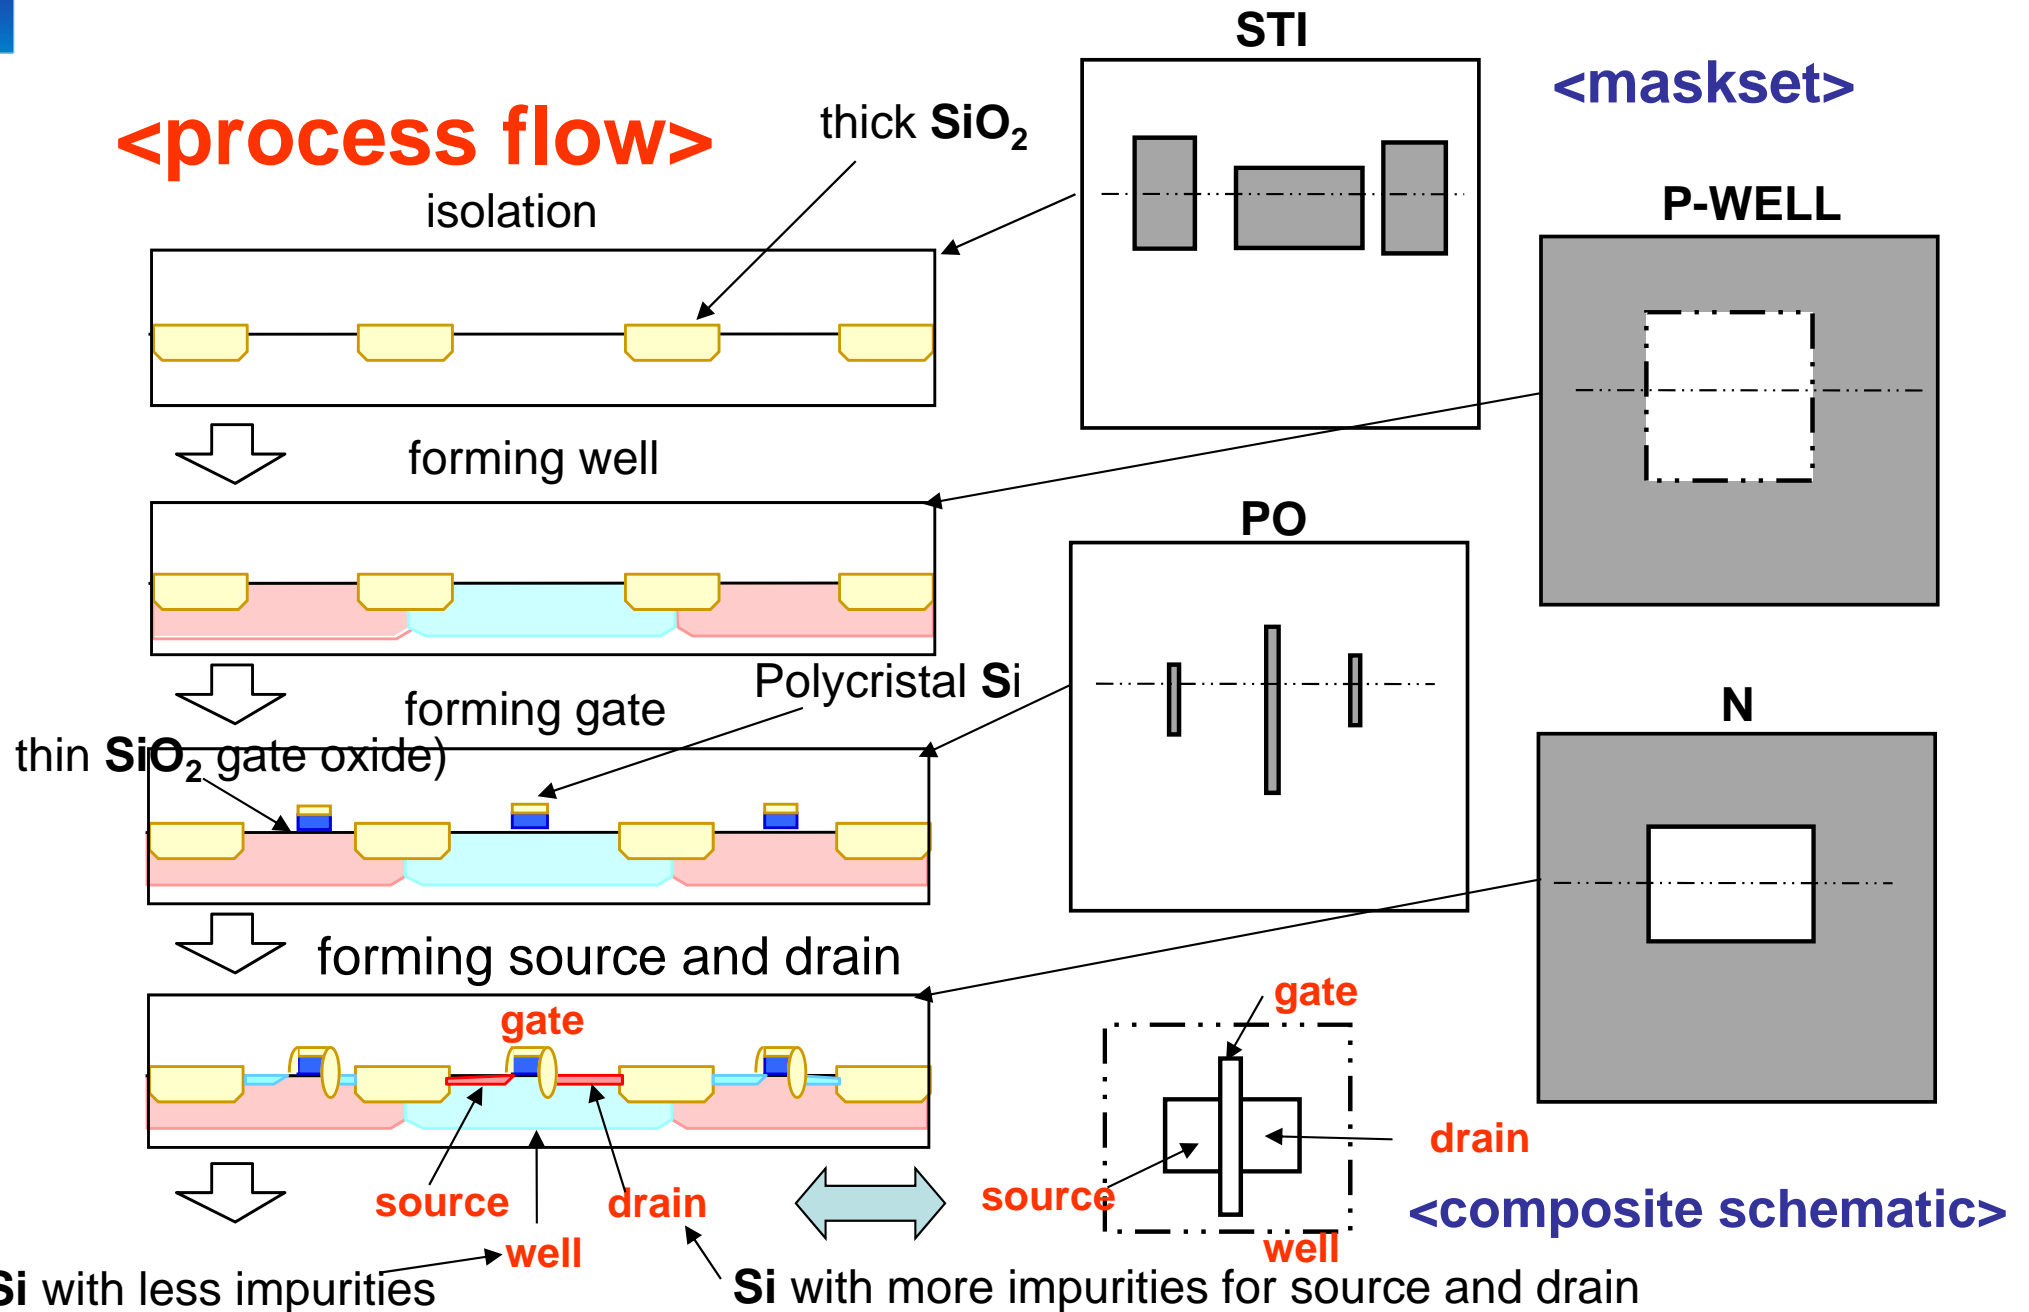 STI
<maskset>
<process flow>
thick SiO2
isolation
P-WELL
forming well
PO
Polycristal Si
forming gate
thin SiO2 gate oxide)
N
forming source and drain
gate
gate
drain
source
drain
source
<composite schematic>
well
well
Si with less impurities
Si with more impurities for source and drain